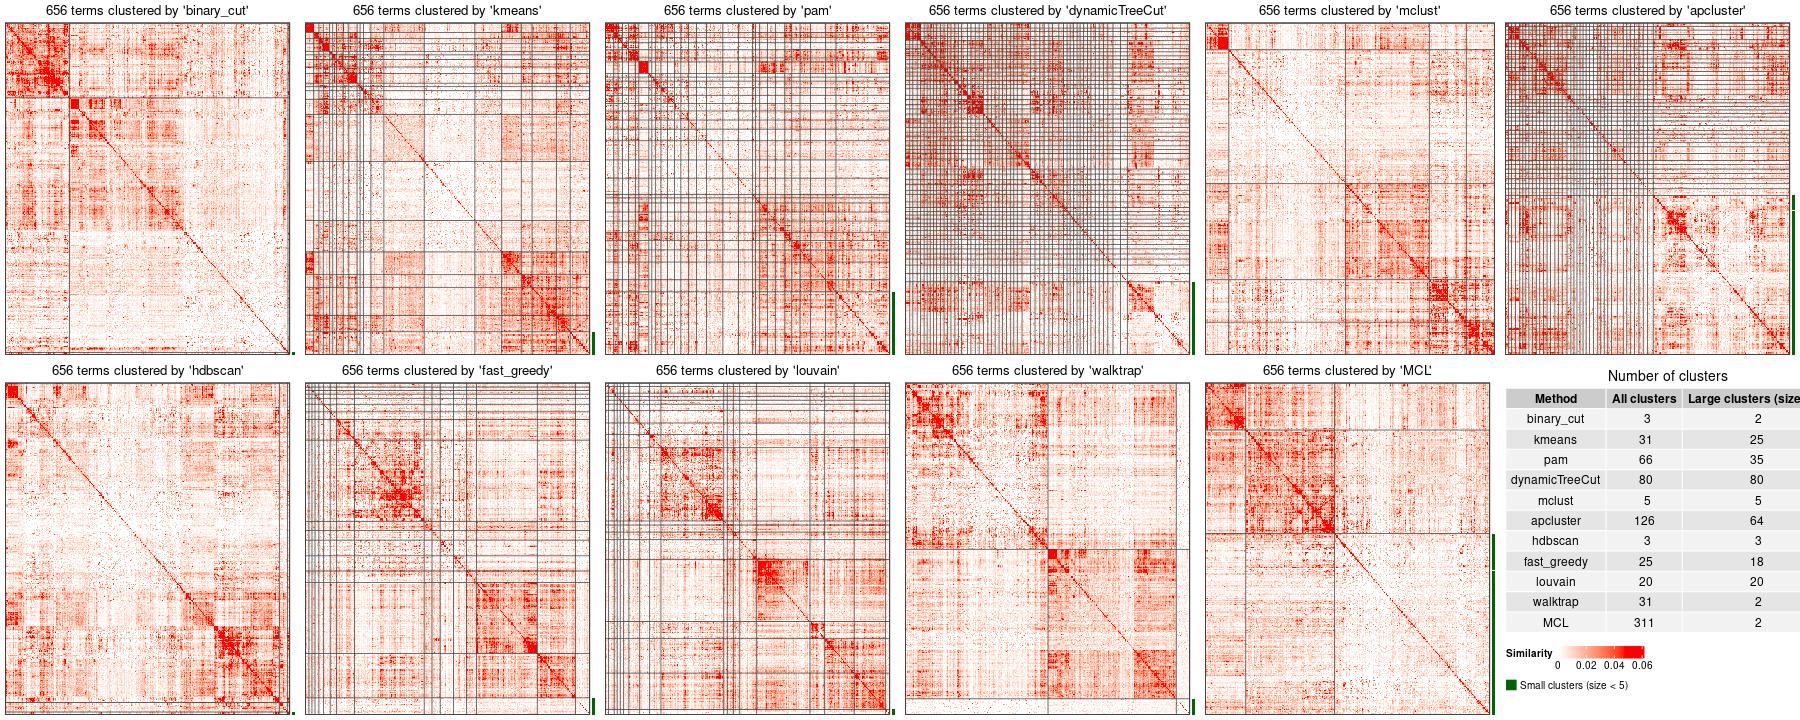 656 terms clustered by 'binary_cut'
656 terms clustered by 'kmeans'
656 terms clustered by 'pam'
656 terms clustered by 'dynamicTreeCut'
656 terms clustered by 'mclust'
656 terms clustered by 'apcluster'
656 terms clustered by 'hdbscan'
656 terms clustered by 'fast_greedy'
656 terms clustered by 'louvain'
656 terms clustered by 'walktrap'
656 terms clustered by 'MCL'
Number of clusters
Method All clusters Large clusters (size
binary_cut 3 2
kmeans 31 25
pam 66 35
dynamicTreeCut 80 80
mclust 5 5
apcluster 126 64
hdbscan 3 3
fast_greedy 25 18
louvain 20 20
walktrap 31 2
MCL 311 2
Similarity
0 0.02 0.04 0.06
Small clusters (size < 5)